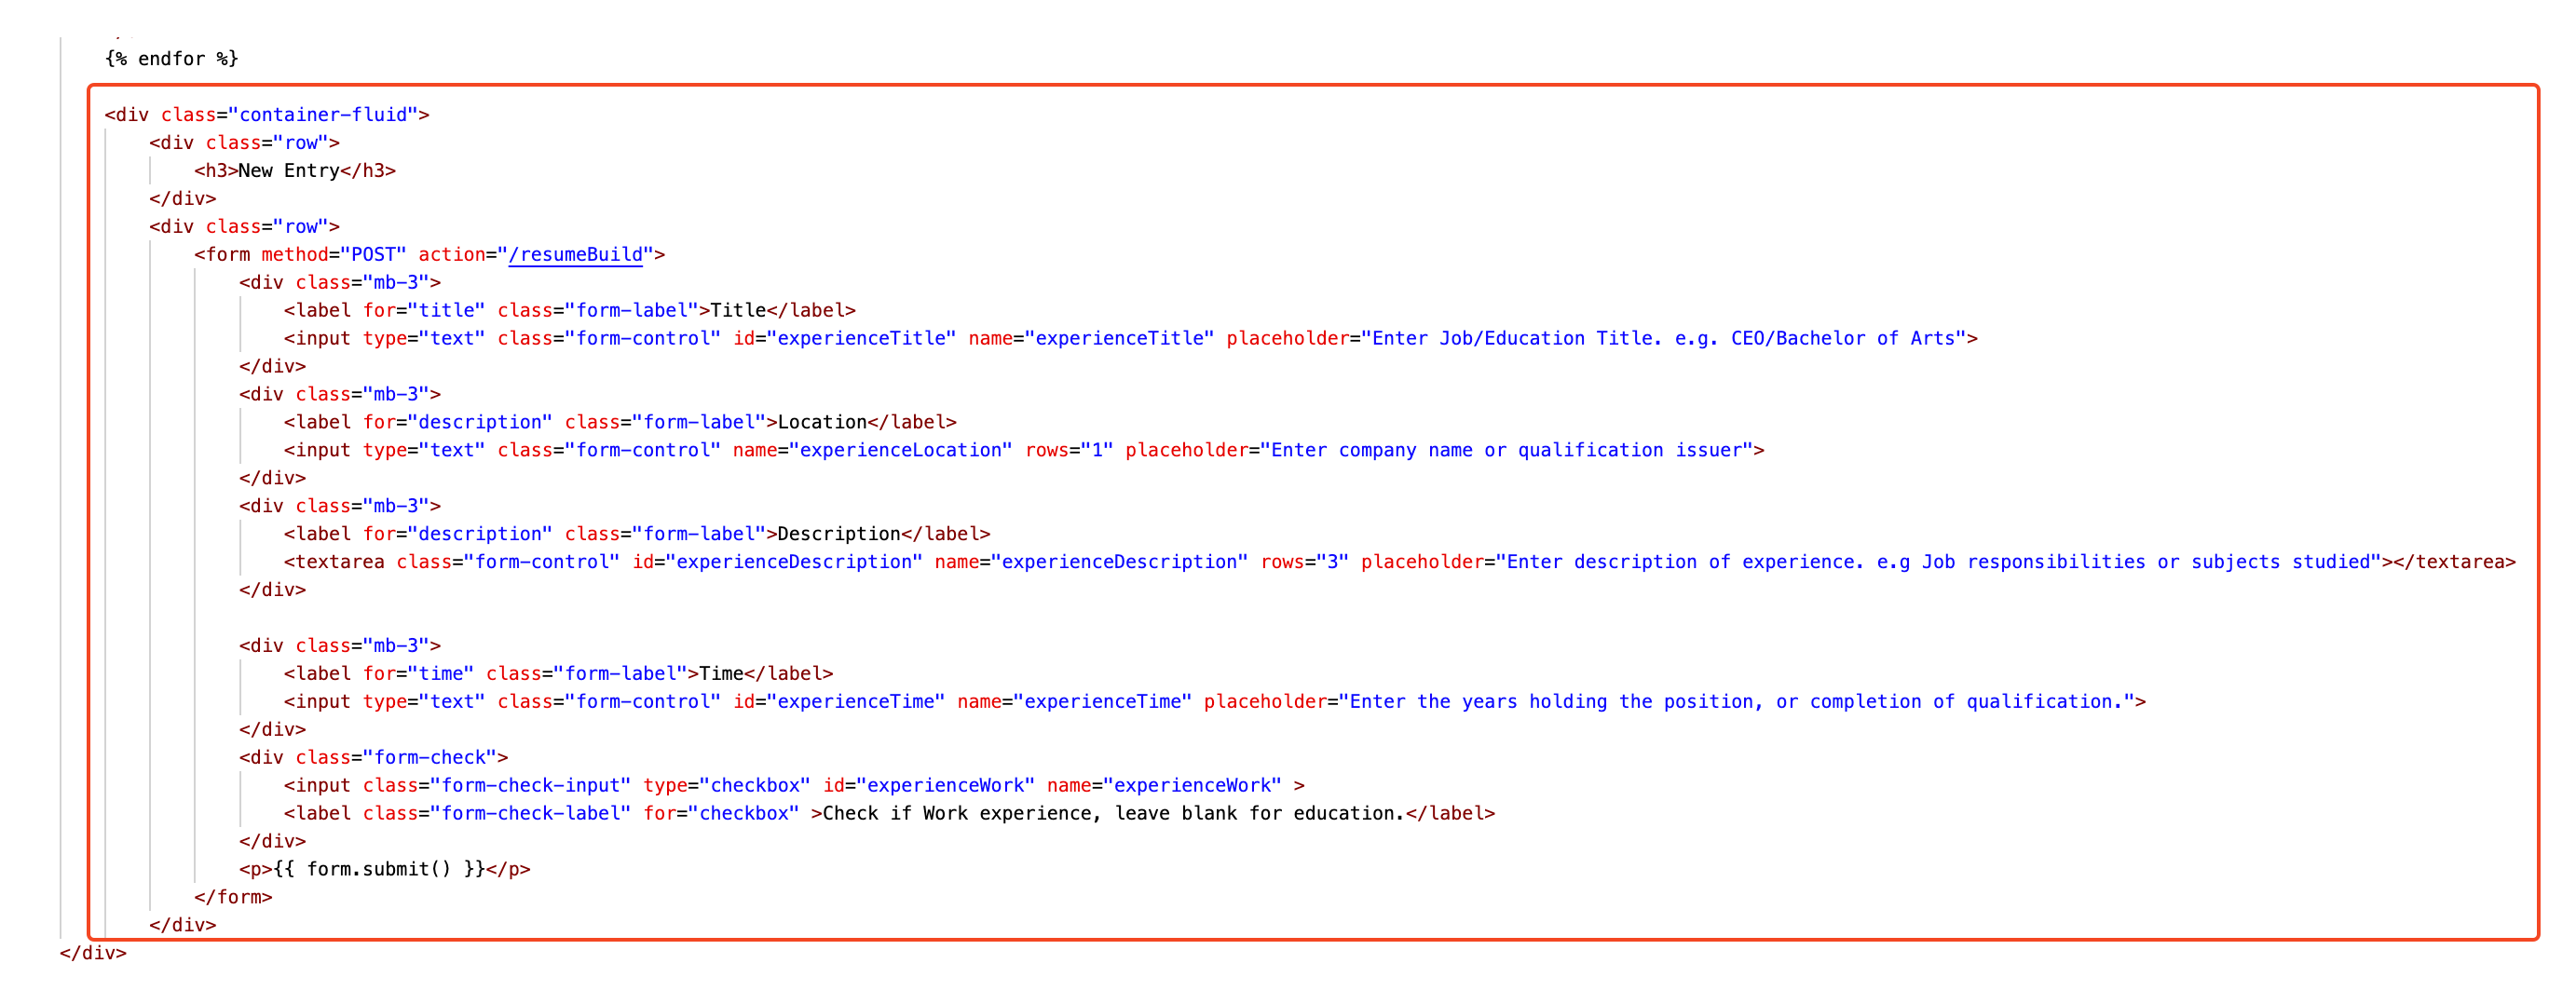 {% endfor %}
<div class="container-fluid">
<div class="row">
<h3>New Entry</h3>
</div>
<div class="row">
<form method="POST" action="/resumeBuild">
<div class="mb-3">
<label for="title" class="form-label">Title</label>
<input type="text" class="form-control" id="experienceTitle" name="experienceTitle" placeholder="Enter Job/Education Title. e.g. CEO/Bachelor of Arts">
</div>
<div class="mb-3">
<label for="description" class="form-label">Location</label>
<input type="text" class="form-control" name="experienceLocation" rows="1" placeholder="Enter company name or qualification issuer">
</div>
<div class="mb-3">
<label for="description" class="form-label">Description</label>
<textarea class="form-control" id="experienceDescription" name="experienceDescription" rows="3" placeholder="Enter description of experience. e.g Job responsibilities or subjects studied"></textarea>
</div>
<div class="mb-3">
<label for="time" class="form-label">Time</label>
<input type="text" class="form-control" id="experienceTime" name="experienceTime" placeholder="Enter the years holding the position, or completion of qualification.">
</div>
<div class="form-check">
<input class="form-check-input" type="checkbox" id="experienceWork" name="experienceWork" >
<label class="form-check-label" for="checkbox" >Check if Work experience, leave blank for education.</label>
</div>
<p>{{ form.submit() }}</p>
</form>
</div>
</div>